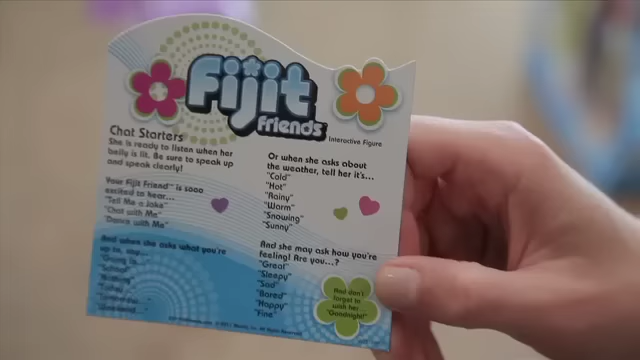 Fijit
friends™
Interactive Figure
Chat Starters
She is ready to listen when her
belly is lit. Be sure to speak up
and speak clearly!
Your Fijit Friend™ is sooo
excited to hear...
"Tell Me a Joke"
"Chat with Me"
"Dance with Me"
And when she asks what you're
up to, say...
Or when she asks about
the weather, tell her it's...
"Cold"
"Hot"
"Rainy"
"Warm"
"Snowing"
"Sunny"
And she may ask how you're
feeling! Are you...?
"Great"
"Sleepy"
"Sad"
"Bored"
"Happy"
"Fine"
And don't
forget to
wish her
"Goodnight!"